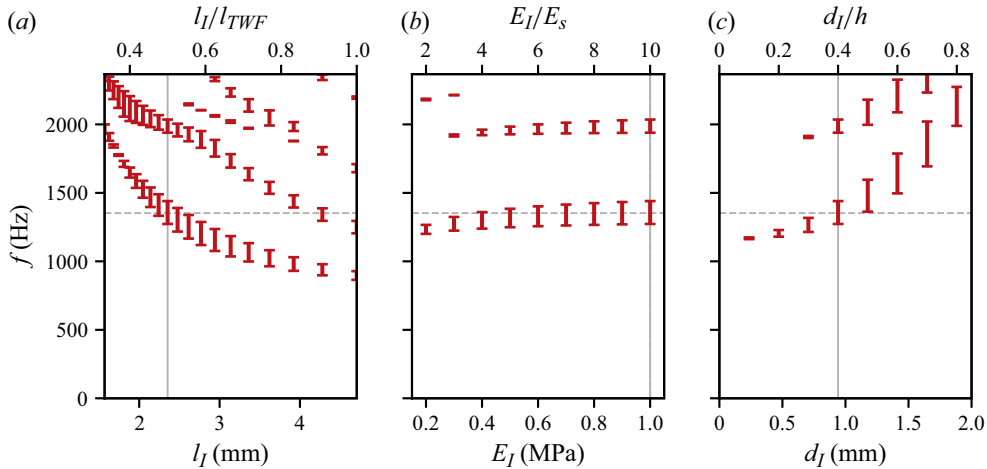 (a) l_I/l_TWF (b) E_I/E_s (c) d_I/h
0.4 0.6 0.8 1.0 2 4 6 8 10 0 0.2 0.4 0.6 0.8
2000
1500
f (Hz)
1000
500
0
2 3 4 0.2 0.4 0.6 0.8 1.0 0 0.5 1.0 1.5 2.0
l_I (mm) E_I (MPa) d_I (mm)